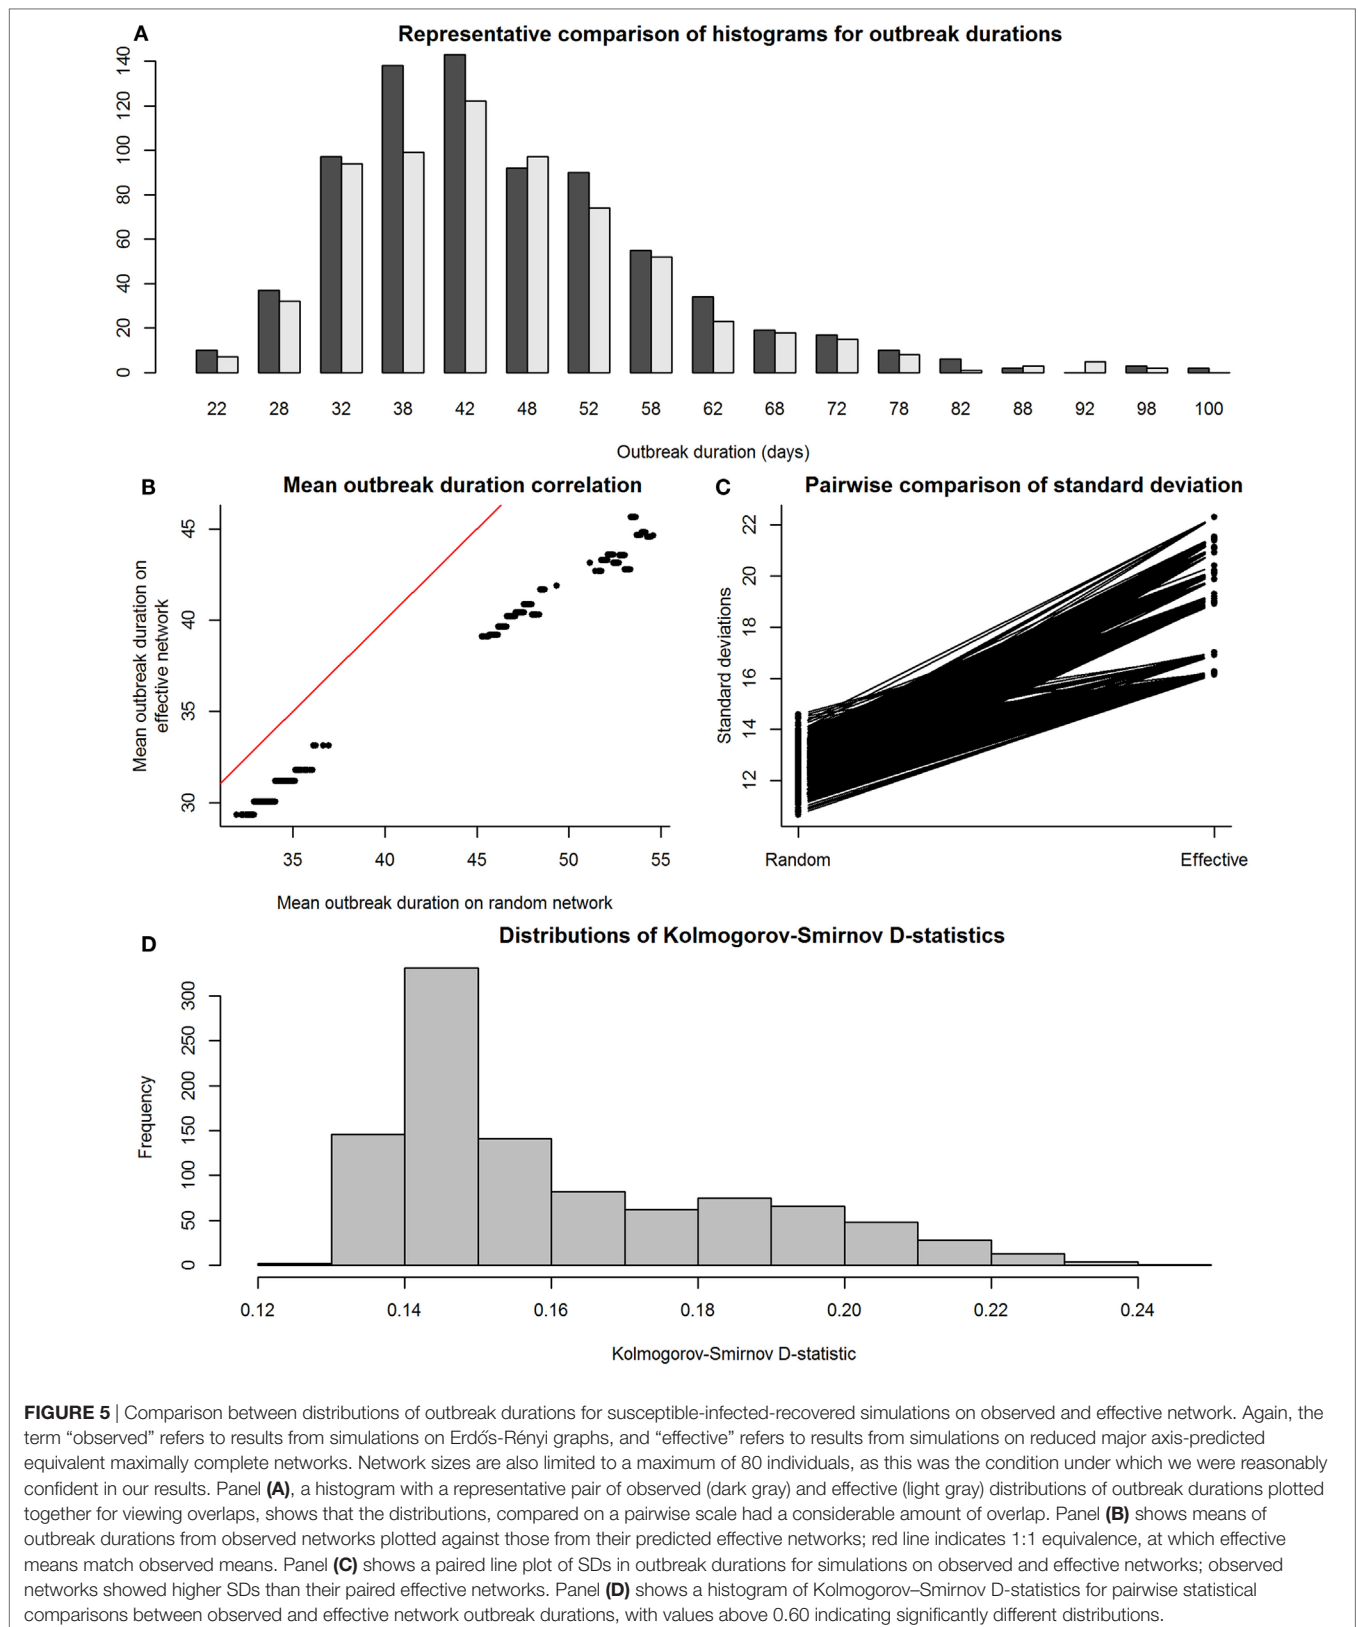 A
Representative comparison of histograms for outbreak durations
140
120
100
80
60
40
20
0
22 28 32 38 42 48 52 58 62 68 72 78 82 88 92 98 100
Outbreak duration (days)
B
Mean outbreak duration correlation
Mean outbreak duration on
effective network
45
40
35
30
35 40 45 50 55
Mean outbreak duration on random network
C
Pairwise comparison of standard deviation
Standard deviations
22
20
18
16
14
12
Random Effective
D
Distributions of Kolmogorov-Smirnov D-statistics
Frequency
300
250
200
150
100
50
0
0.12 0.14 0.16 0.18 0.20 0.22 0.24
Kolmogorov-Smirnov D-statistic
FIGURE 5 | Comparison between distributions of outbreak durations for susceptible-infected-recovered simulations on observed and effective network. Again, the
term “observed” refers to results from simulations on Erdős-Rényi graphs, and “effective” refers to results from simulations on reduced major axis-predicted
equivalent maximally complete networks. Network sizes are also limited to a maximum of 80 individuals, as this was the condition under which we were reasonably
confident in our results. Panel (A), a histogram with a representative pair of observed (dark gray) and effective (light gray) distributions of outbreak durations plotted
together for viewing overlaps, shows that the distributions, compared on a pairwise scale had a considerable amount of overlap. Panel (B) shows means of
outbreak durations from observed networks plotted against those from their predicted effective networks; red line indicates 1:1 equivalence, at which effective
means match observed means. Panel (C) shows a paired line plot of SDs in outbreak durations for simulations on observed and effective networks; observed
networks showed higher SDs than their paired effective networks. Panel (D) shows a histogram of Kolmogorov–Smirnov D-statistics for pairwise statistical
comparisons between observed and effective network outbreak durations, with values above 0.60 indicating significantly different distributions.